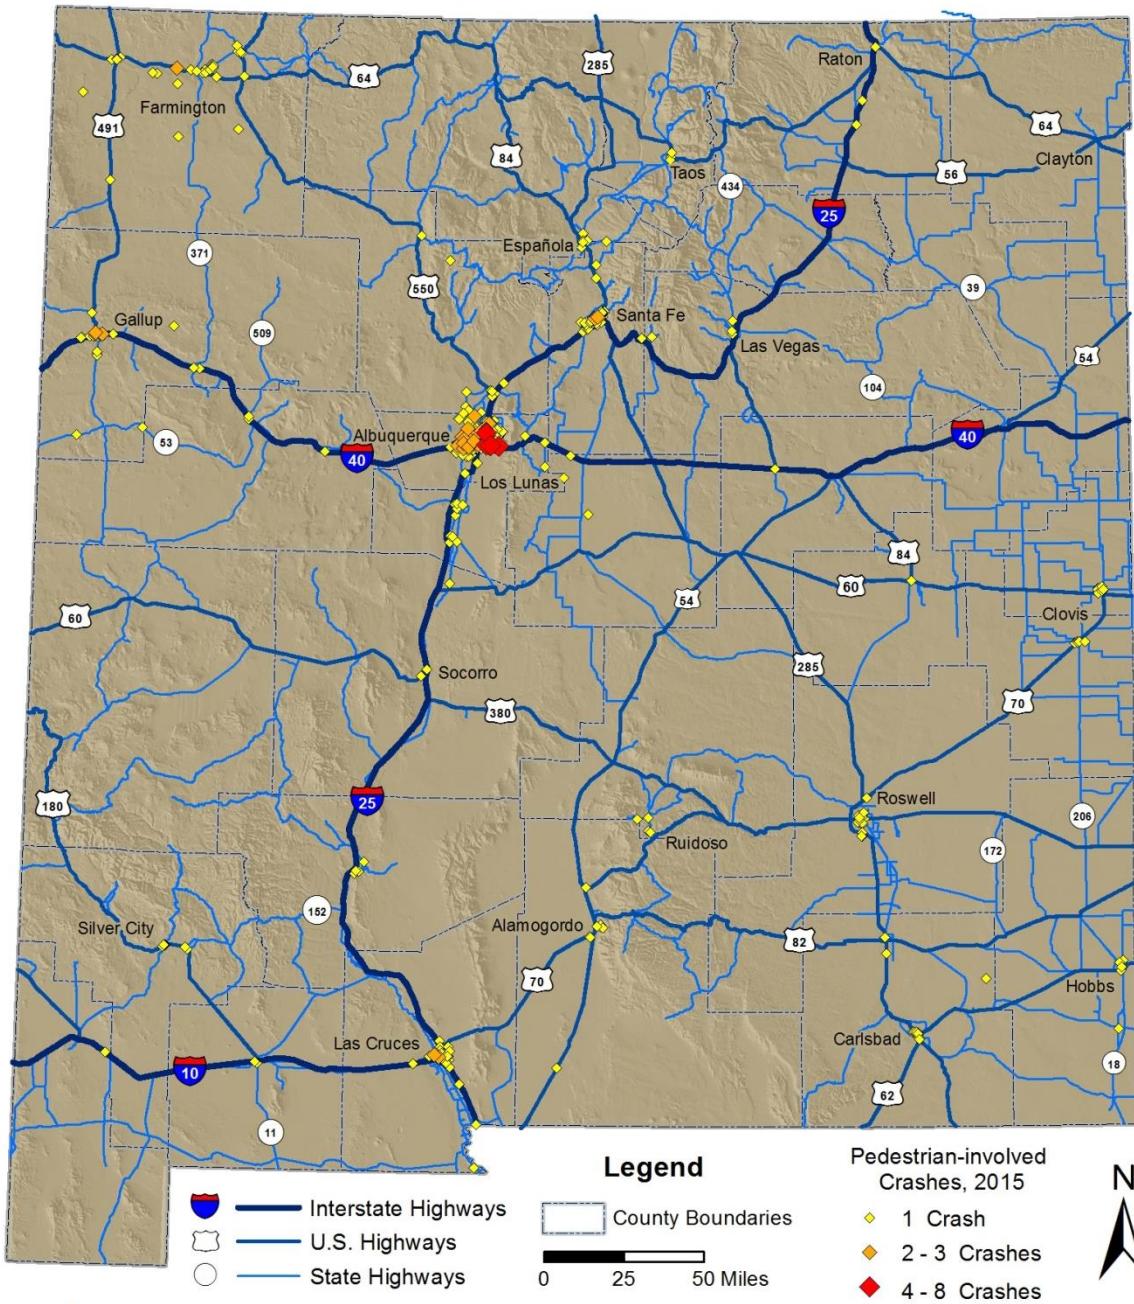 Raton
285
64
Farmington
491
64
84
Clayton
Taos
56
434
25
Española
371
550
39
Gallup
Santa Fe
509
Las Vegas
54
104
Albuquerque
53
40
40
Los Lunas
84
60
54
60
Clovis
285
Socorro
70
380
180
25
Roswell
206
Ruidoso
172
152
Silver City
Alamogordo
82
70
Hobbs
Las Cruces
Carlsbad
10
18
62
11
Legend
Interstate Highways
U.S. Highways
State Highways
County Boundaries
0 25 50 Miles
Pedestrian-involved
Crashes, 2015
1 Crash
2 - 3 Crashes
4 - 8 Crashes
N